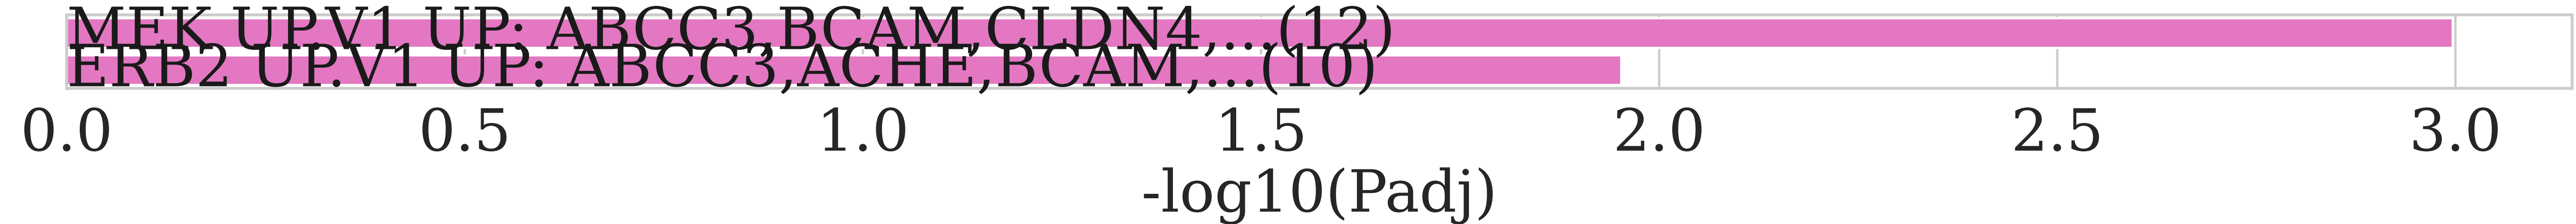 MEK UP.V1 UP: ABCC3,BCAM,CLDN4,...(12)
ERB2 UP.V1 UP: ABCC3,ACHE,BCAM,...(10)
0.0 0.5 1.0 1.5 2.0 2.5 3.0
-log10(Padj)